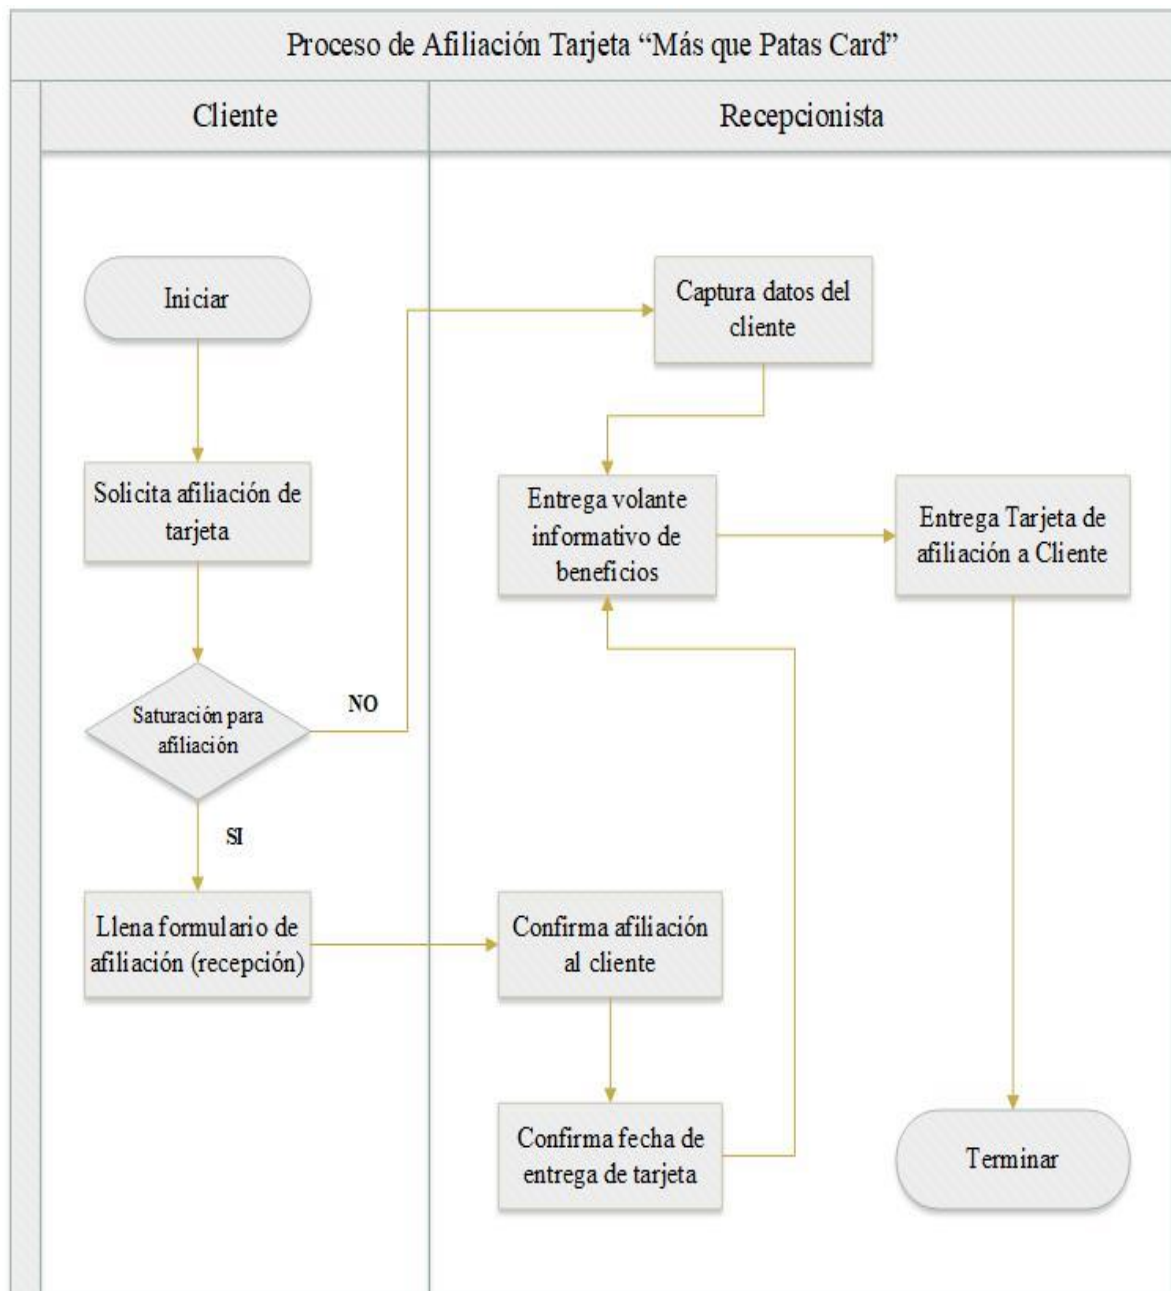 Proceso de Afiliación Tarjeta “Más que Patas Card”
Cliente
Recepcionista
Iniciar
Captura datos del
cliente
Solicita afiliación de
tarjeta
Entrega volante
informativo de
beneficios
Entrega Tarjeta de
afiliación a Cliente
Saturación para
afiliación
NO
SI
Llena formulario de
afiliación (recepción)
Confirma afiliación
al cliente
Confirma fecha de
entrega de tarjeta
Terminar